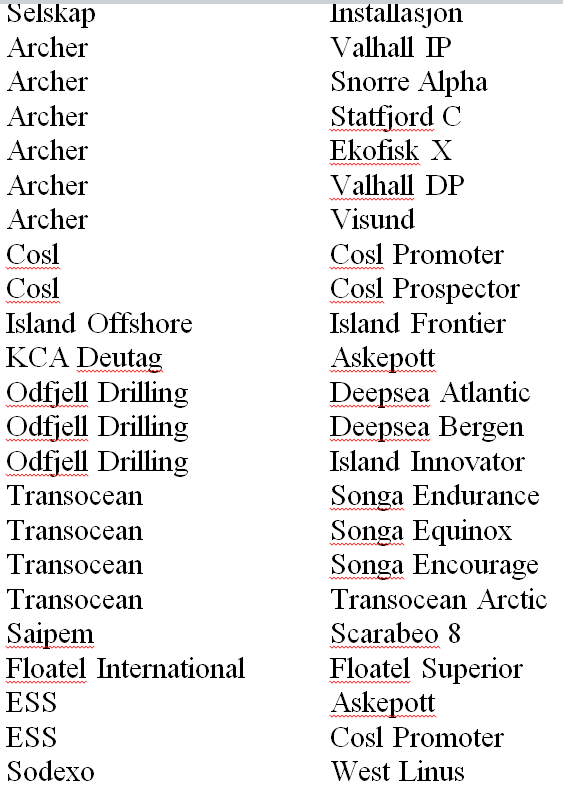 Selskap Installasjon
Archer Valhall IP
Archer Snorre Alpha
Archer Statfjord C
Archer Ekofisk X
Archer Valhall DP
Archer Visund
Cosl Cosl Promoter
Cosl Cosl Prospector
Island Offshore Island Frontier
KCA Deutag Askepott
Odfjell Drilling Deepsea Atlantic
Odfjell Drilling Deepsea Bergen
Odfjell Drilling Island Innovator
Transocean Songa Endurance
Transocean Songa Equinox
Transocean Songa Encourage
Transocean Transocean Arctic
Saipem Scarabeo 8
Floatel International Floatel Superior
ESS Askepott
ESS Cosl Promoter
Sodexo West Linus